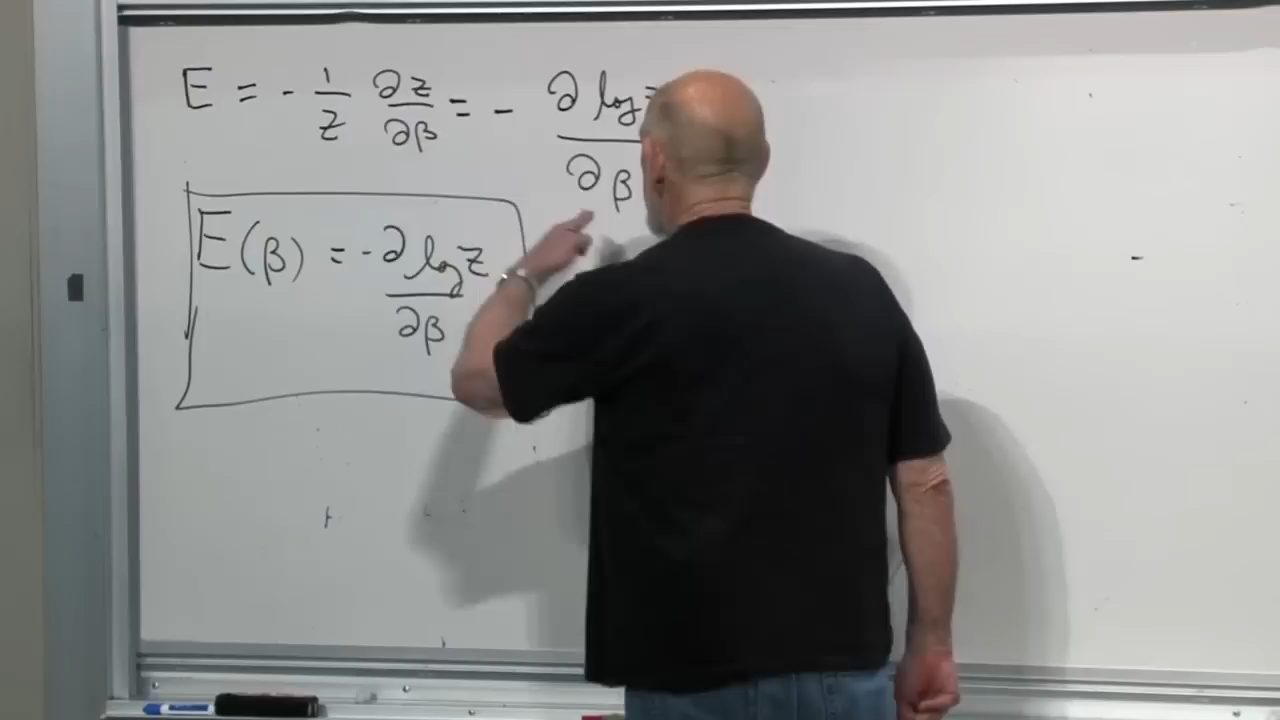 E = - 1/Z ∂Z/∂β = - ∂ log Z/∂β
E(β) = - ∂ log Z/∂β